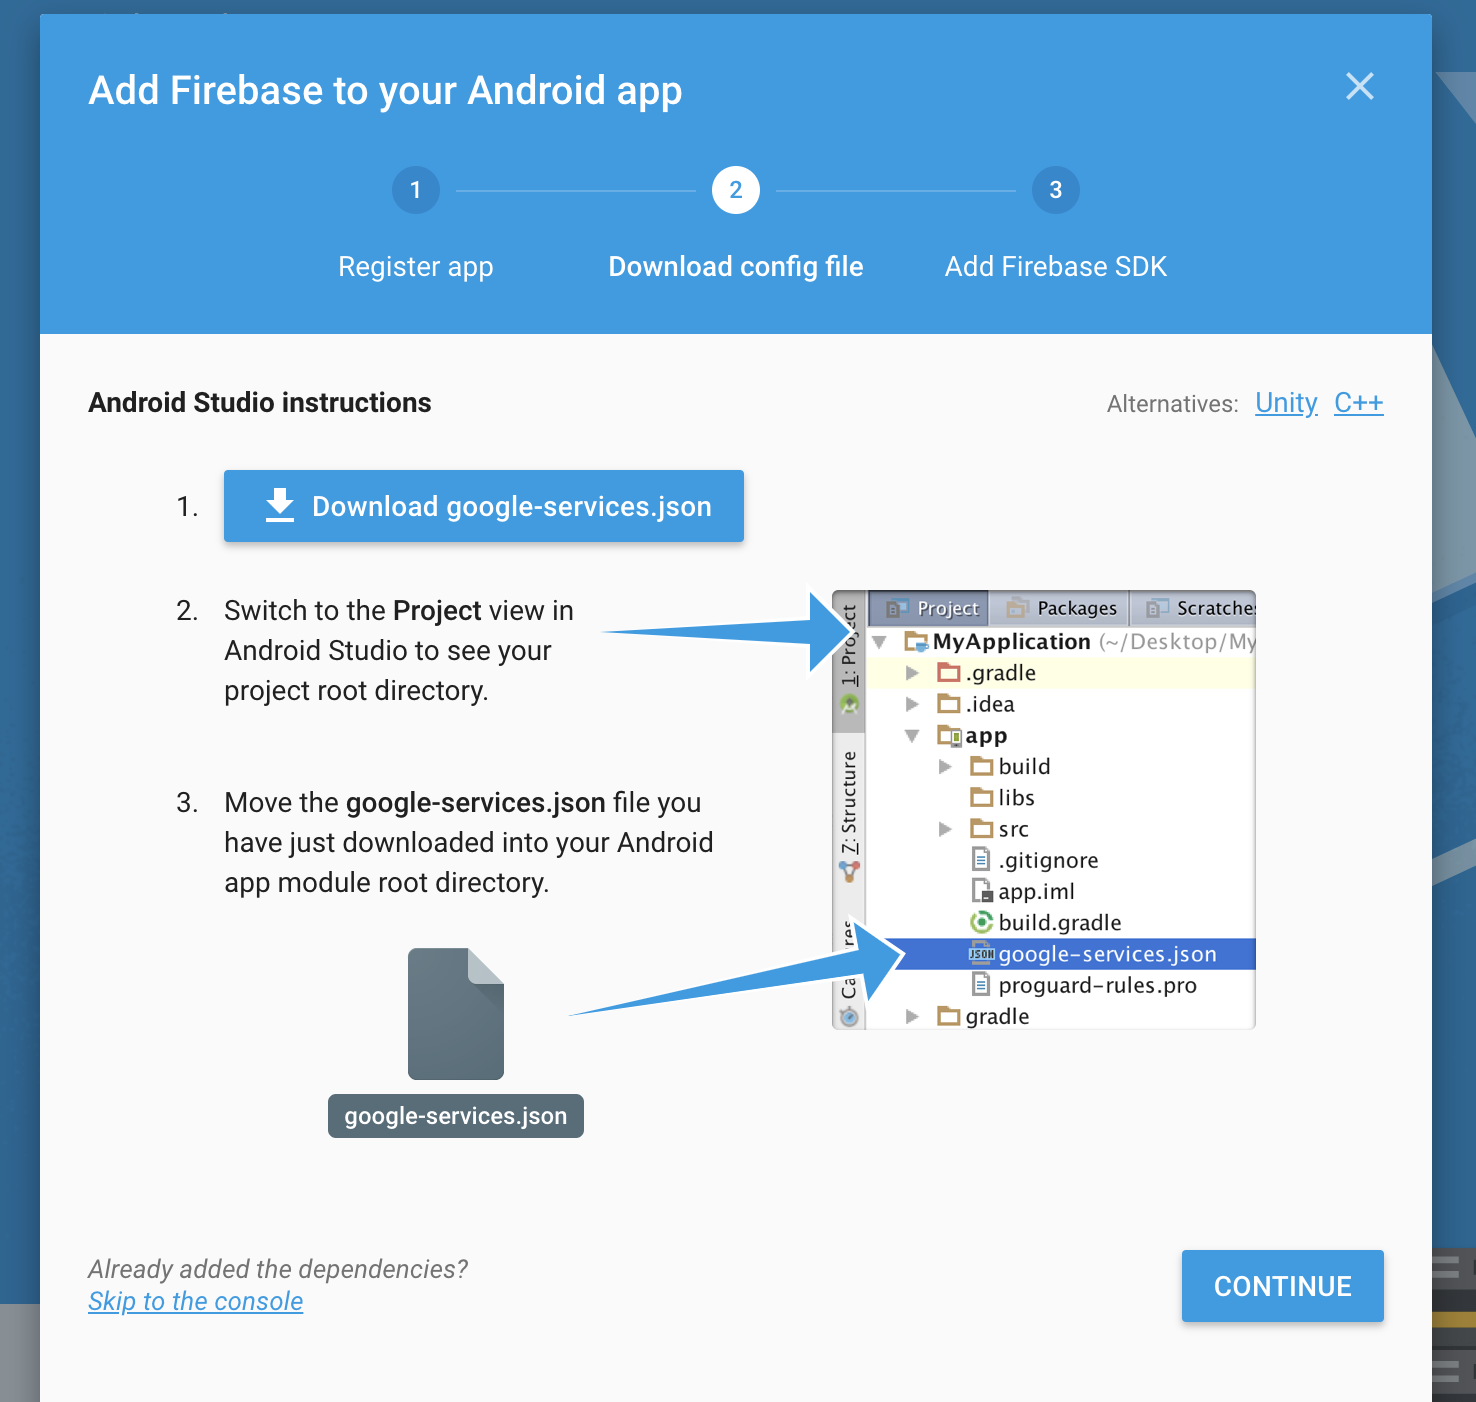 Add Firebase to your Android app
1
2
3
Register app
Download config file
Add Firebase SDK
Android Studio instructions
Alternatives: Unity C++
1. Download google-services.json
2. Switch to the Project view in
Android Studio to see your
project root directory.
3. Move the google-services.json file you
have just downloaded into your Android
app module root directory.
google-services.json
1: Project
7: Structure
Project Packages Scratches
MyApplication (~/Desktop/My
.gradle
.idea
app
build
libs
src
.gitignore
app.iml
build.gradle
JSON google-services.json
proguard-rules.pro
gradle
Already added the dependencies?
Skip to the console
CONTINUE